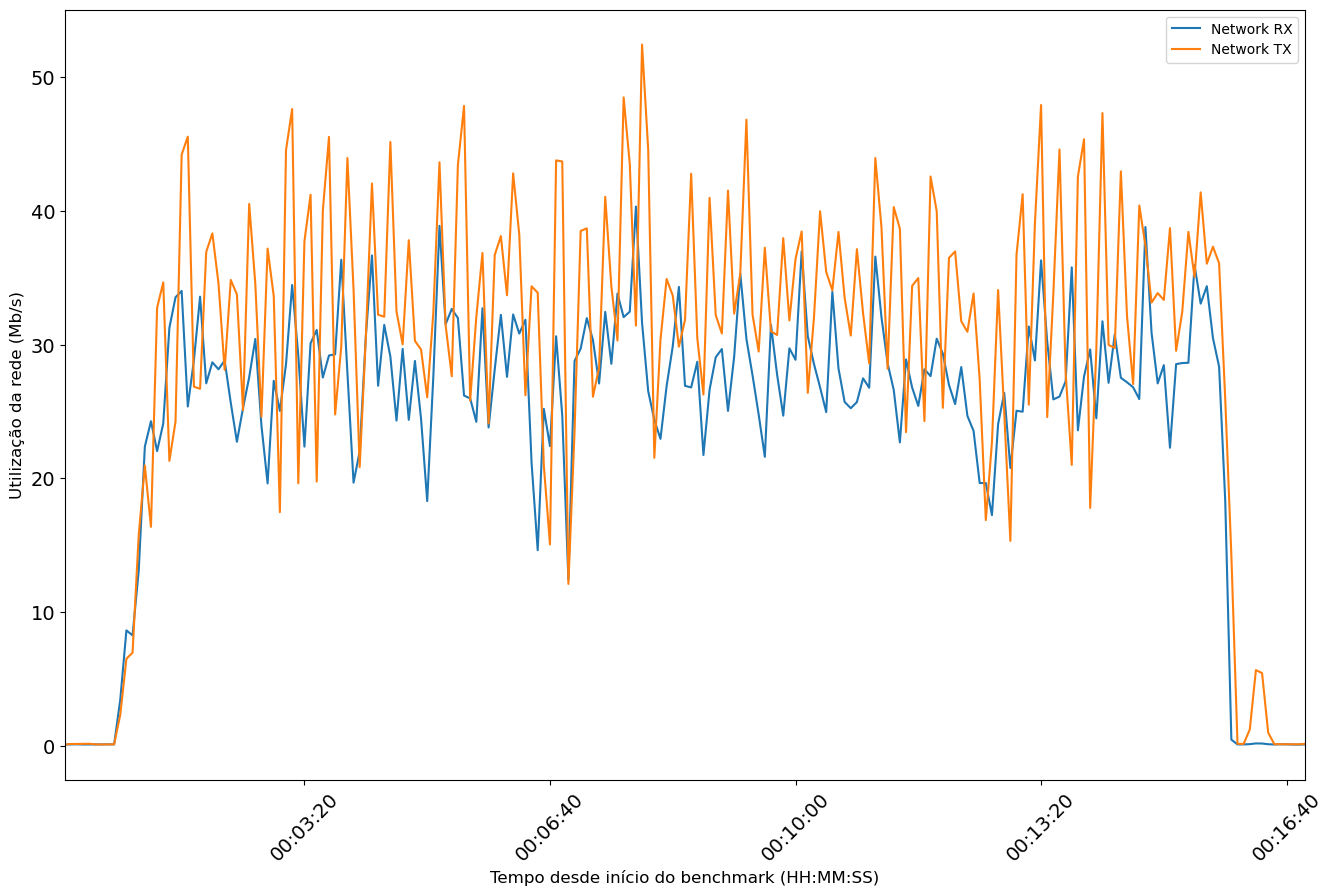 Network RX
Network TX
50
40
30
20
10
0
Utilização da rede (Mb/s)
00:03:20
00:06:40
00:10:00
00:13:20
00:16:40
Tempo desde início do benchmark (HH:MM:SS)